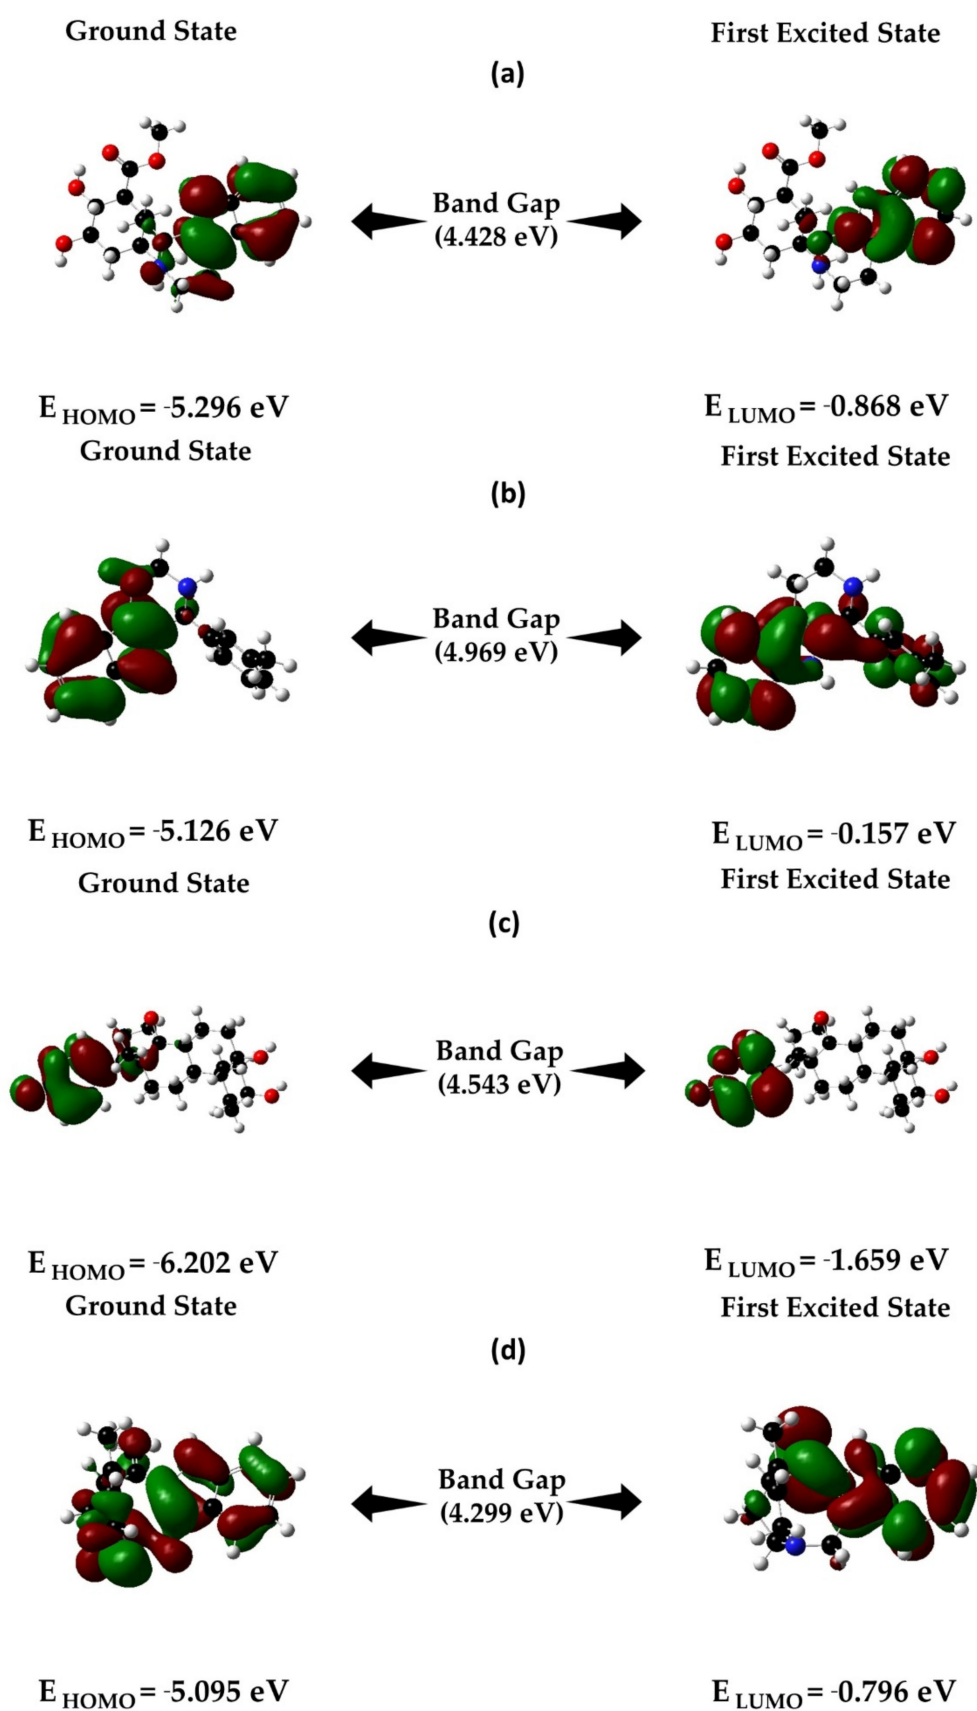 Ground State First Excited State
(a)
Band Gap
(4.428 eV)
E HOMO = -5.296 eV E LUMO = -0.868 eV
Ground State First Excited State
(b)
Band Gap
(4.969 eV)
E HOMO = -5.126 eV E LUMO = -0.157 eV
Ground State First Excited State
(c)
Band Gap
(4.543 eV)
E HOMO = -6.202 eV E LUMO = -1.659 eV
Ground State First Excited State
(d)
Band Gap
(4.299 eV)
E HOMO = -5.095 eV E LUMO = -0.796 eV